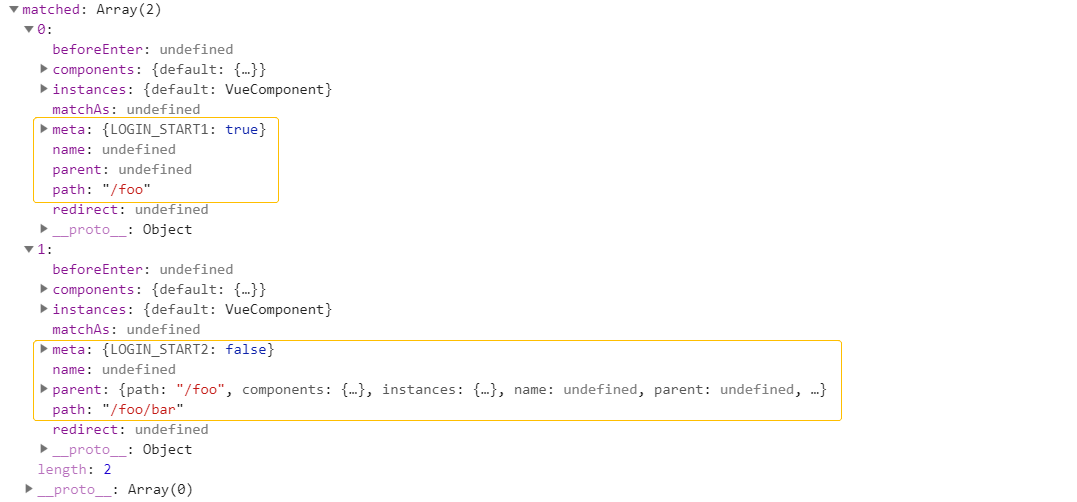 matched: Array(2)
0:
beforeEnter: undefined
components: {default: {…}}
instances: {default: VueComponent}
matchAs: undefined
meta: {LOGIN_START1: true}
name: undefined
parent: undefined
path: "/foo"
redirect: undefined
__proto__: Object
1:
beforeEnter: undefined
components: {default: {…}}
instances: {default: VueComponent}
matchAs: undefined
meta: {LOGIN_START2: false}
name: undefined
parent: {path: "/foo", components: {…}, instances: {…}, name: undefined, parent: undefined, …}
path: "/foo/bar"
redirect: undefined
__proto__: Object
length: 2
__proto__: Array(0)